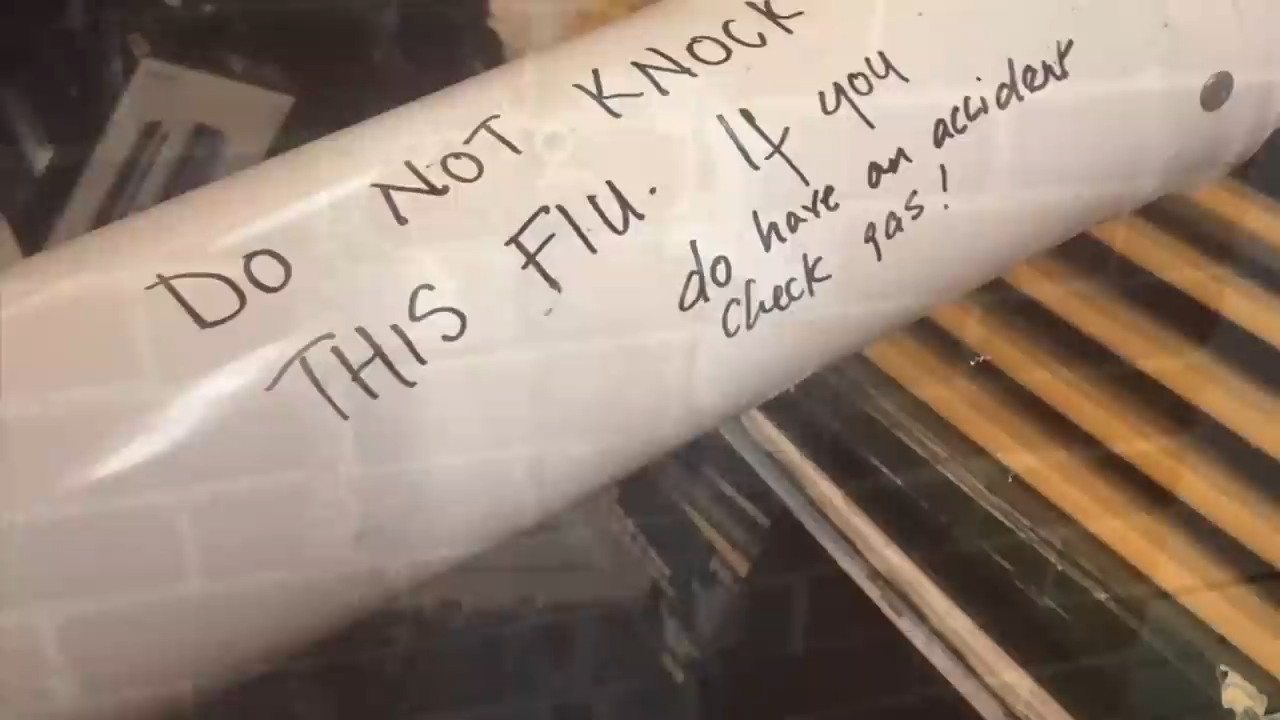 DO NOT KNOCK
THIS FlU. If you
do have an accident
check gas!